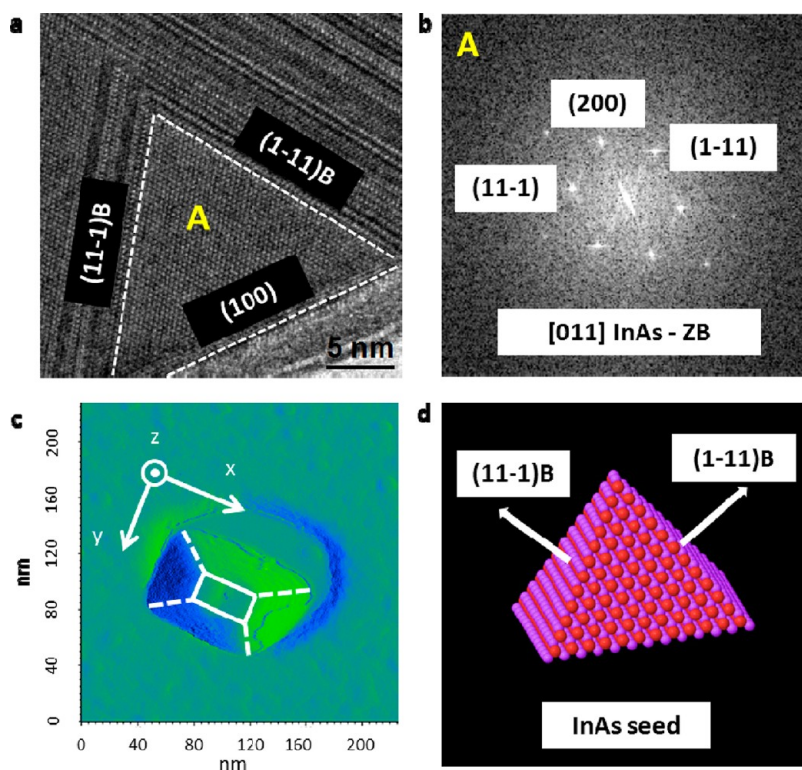 a
(11-1)B
(1-11)B
A
(100)
5 nm
b
A
(200)
(1-11)
(11-1)
[011] InAs - ZB
c
z
x
y
nm
200
160
120
80
40
0
0 40 80 120 160 200
nm
d
(11-1)B
(1-11)B
InAs seed